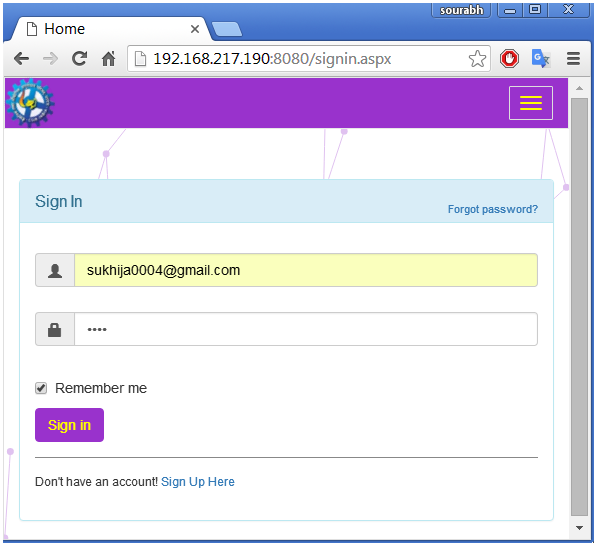 sourabh
Home
192.168.217.190:8080/signin.aspx
Sign In
Forgot password?
sukhija0004@gmail.com
••••
Remember me
Sign in
Don't have an account! Sign Up Here